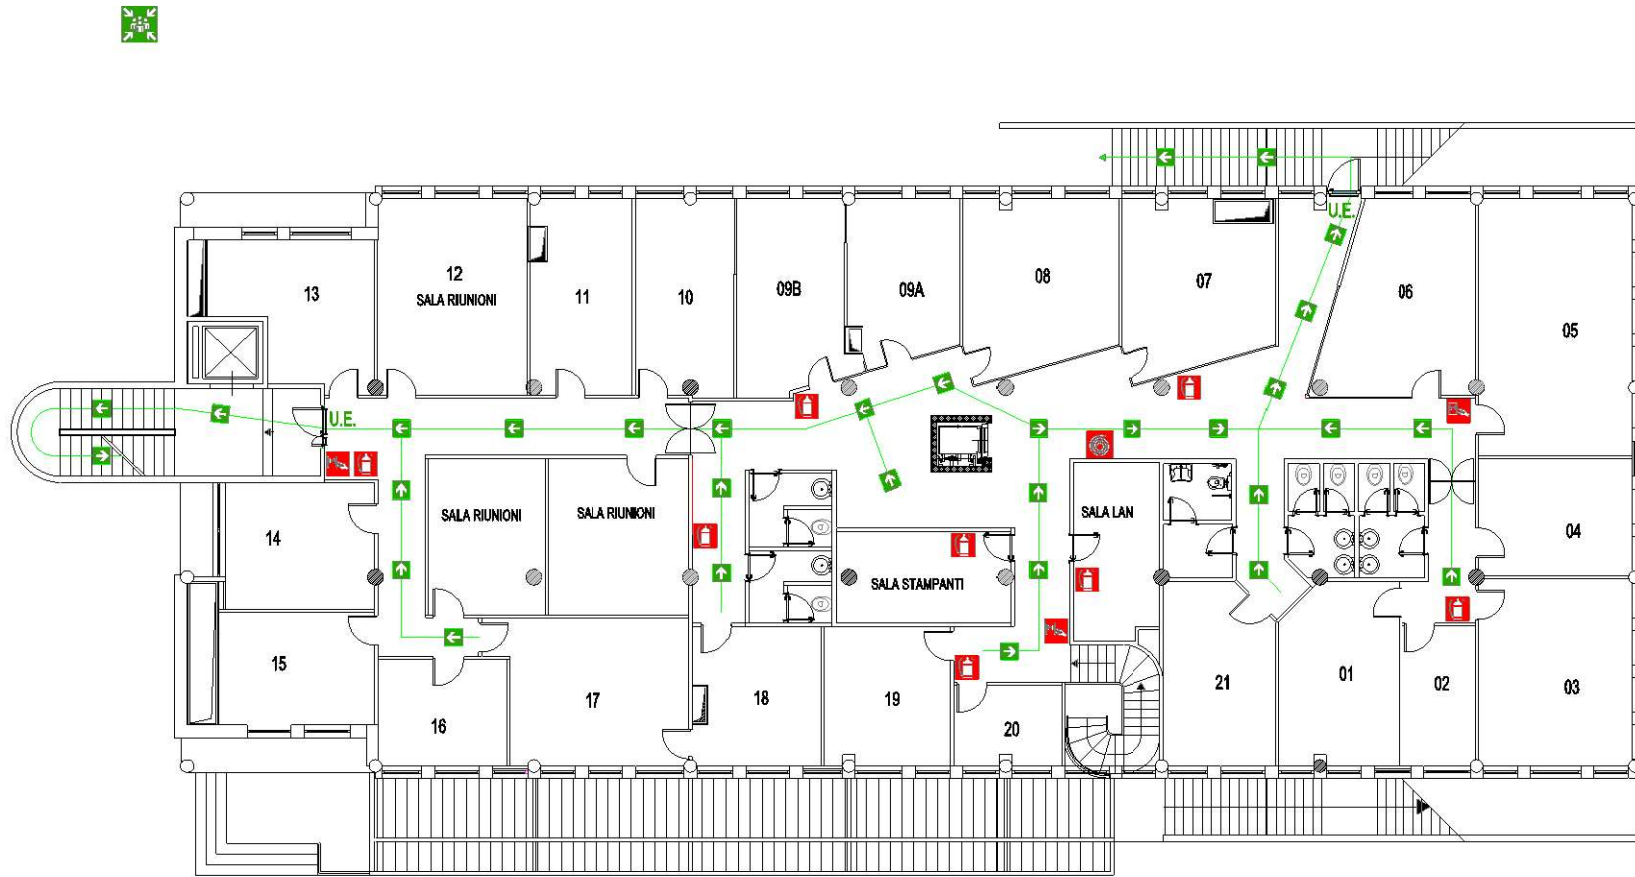 U.E.
12
SALA RIUNIONI
13
11
10
09B
09A
08
07
06
05
U.E.
SALA RIUNIONI
SALA RIUNIONI
SALA LAN
14
04
SALA STAMPANTI
15
16
17
18
19
20
21
01
02
03